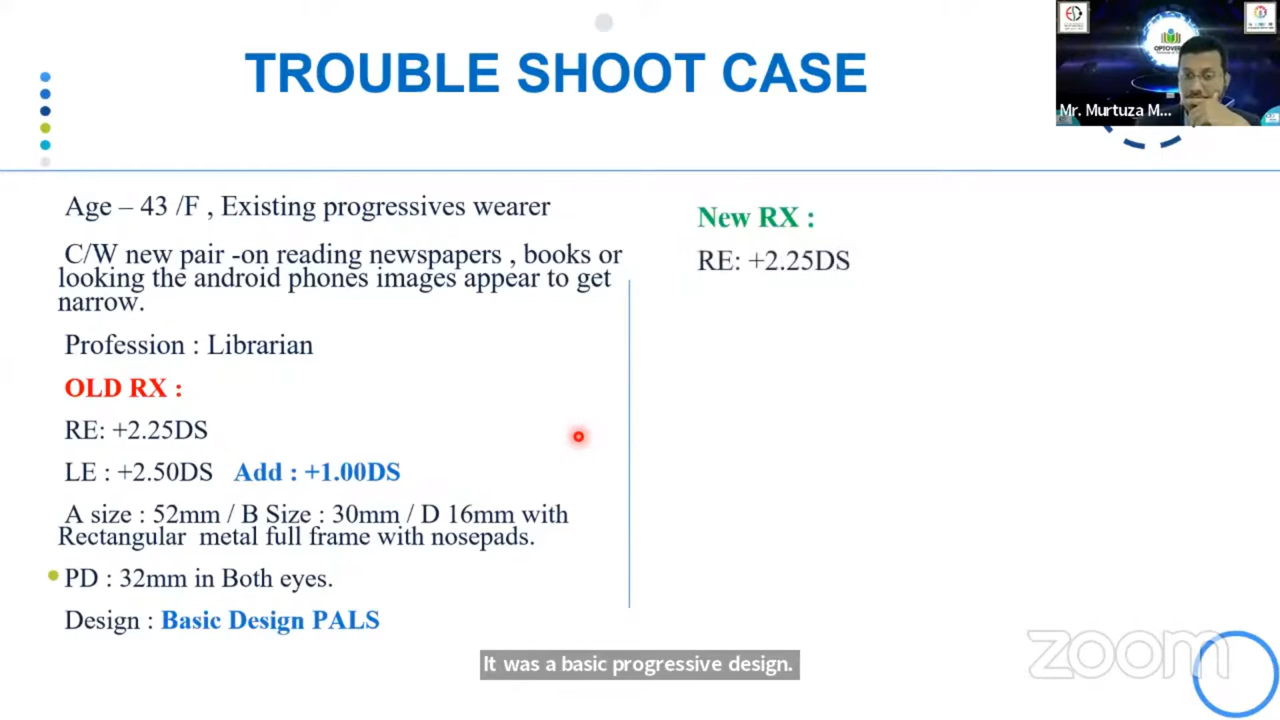 TROUBLE SHOOT CASE
OPTOVER
Mr. Murtuza M...
Age – 43 /F , Existing progressives wearer
C/W new pair -on reading newspapers , books or
looking the android phones images appear to get
narrow.
Profession : Librarian
OLD RX :
RE: +2.25DS
LE : +2.50DS Add : +1.00DS
A size : 52mm / B Size : 30mm / D 16mm with
Rectangular metal full frame with nosepads.
PD : 32mm in Both eyes.
Design : Basic Design PALS
New RX :
RE: +2.25DS
It was a basic progressive design.
zoom